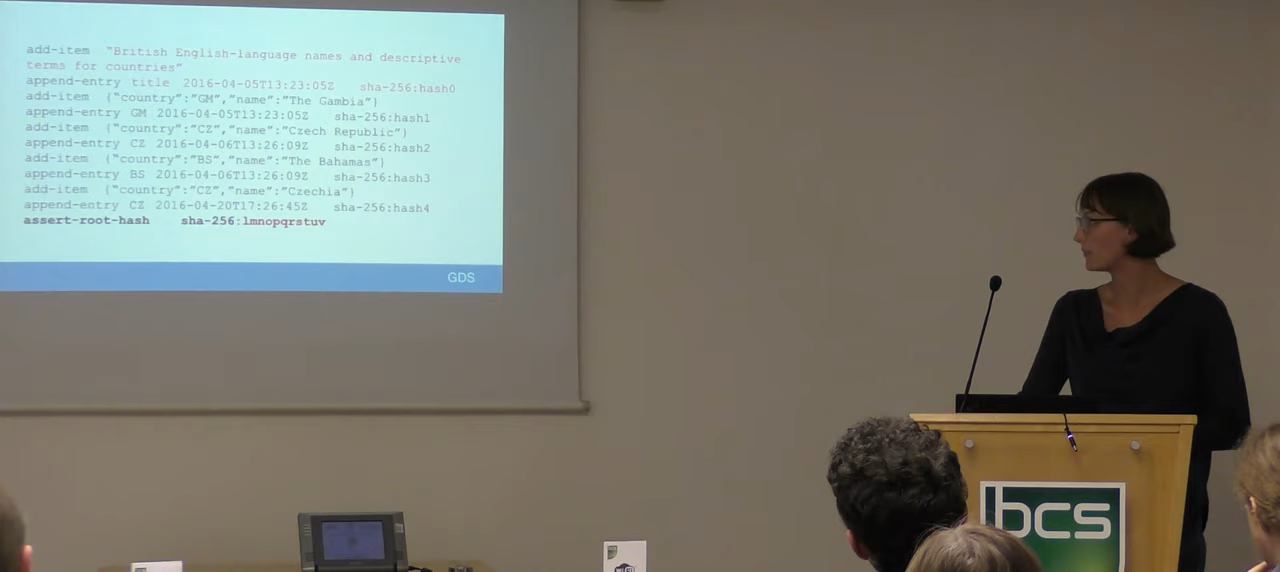 add-item "British English-language names and descriptive
terms for countries"
append-entry title 2016-04-05T13:23:05Z sha-256:hash0
add-item {"country":"GM","name":"The Gambia"}
append-entry GM 2016-04-05T13:23:05Z sha-256:hash1
add-item {"country":"CZ","name":"Czech Republic"}
append-entry CZ 2016-04-06T13:26:09Z sha-256:hash2
add-item {"country":"BS","name":"The Bahamas"}
append-entry BS 2016-04-06T13:26:09Z sha-256:hash3
add-item {"country":"CZ","name":"Czechia"}
append-entry CZ 2016-04-20T17:26:45Z sha-256:hash4
assert-root-hash sha-256:lmnopqrstuv
GDS
bcs